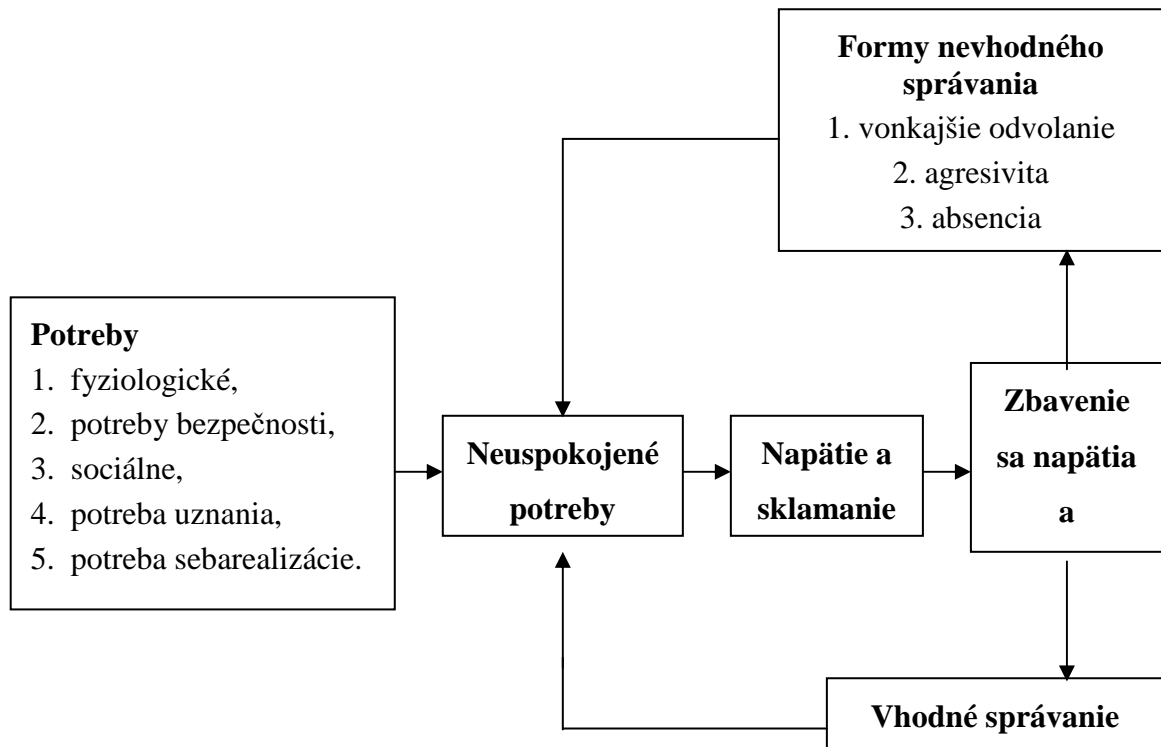 Formy nevhodného
správania
1. vonkajšie odvolanie
2. agresivita
3. absencia
Potreby
1. fyziologické,
2. potreby bezpečnosti,
3. sociálne,
4. potreba uznania,
5. potreba sebarealizácie.
Neuspokojené
potreby
Napätie a
sklamanie
Zbavenie
sa napätia
a
Vhodné správanie